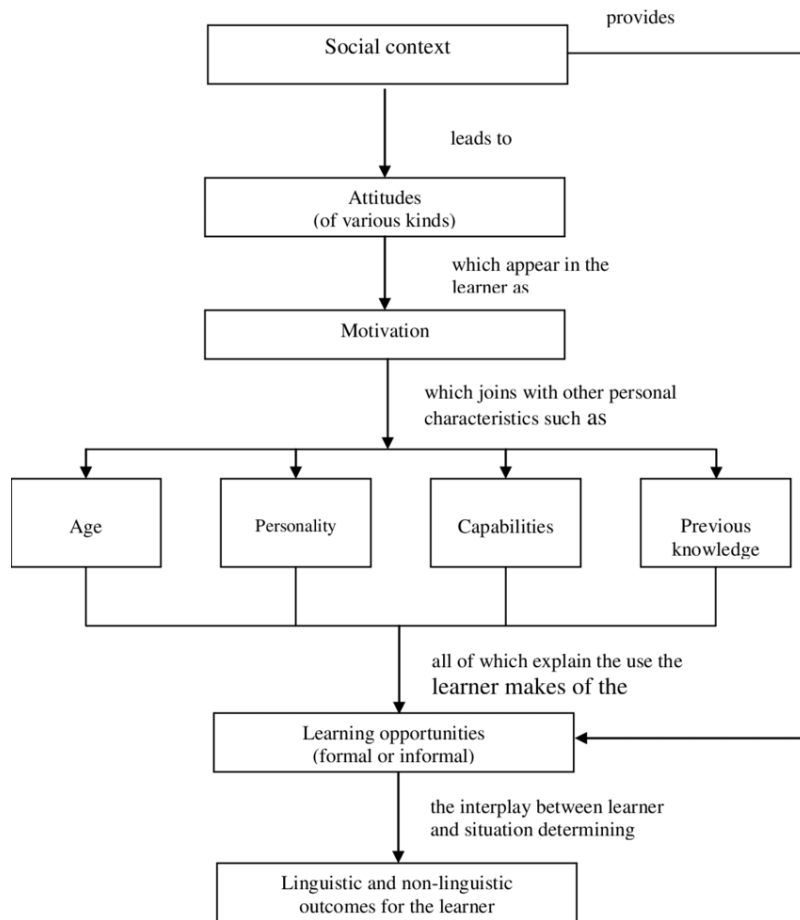 provides
Social context
leads to
Attitudes
(of various kinds)
which appear in the
learner as
Motivation
which joins with other personal
characteristics such as
Age
Personality
Capabilities
Previous
knowledge
all of which explain the use the
learner makes of the
Learning opportunities
(formal or informal)
the interplay between learner
and situation determining
Linguistic and non-linguistic
outcomes for the learner